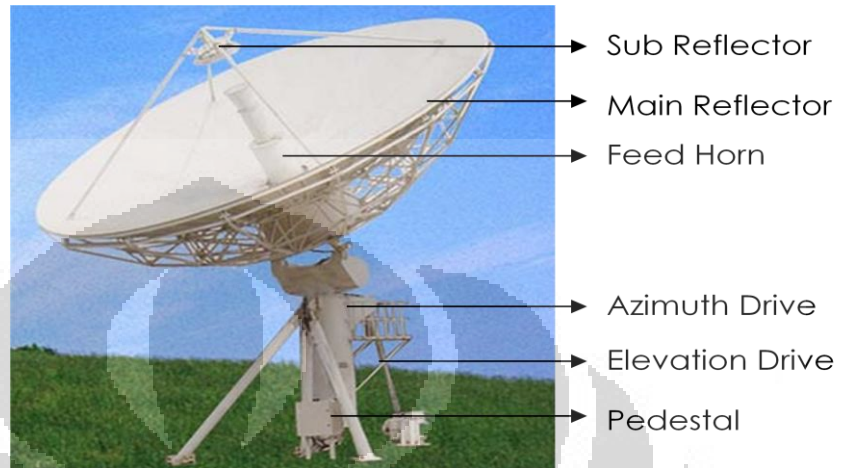 Sub Reflector
Main Reflector
Feed Horn
Azimuth Drive
Elevation Drive
Pedestal